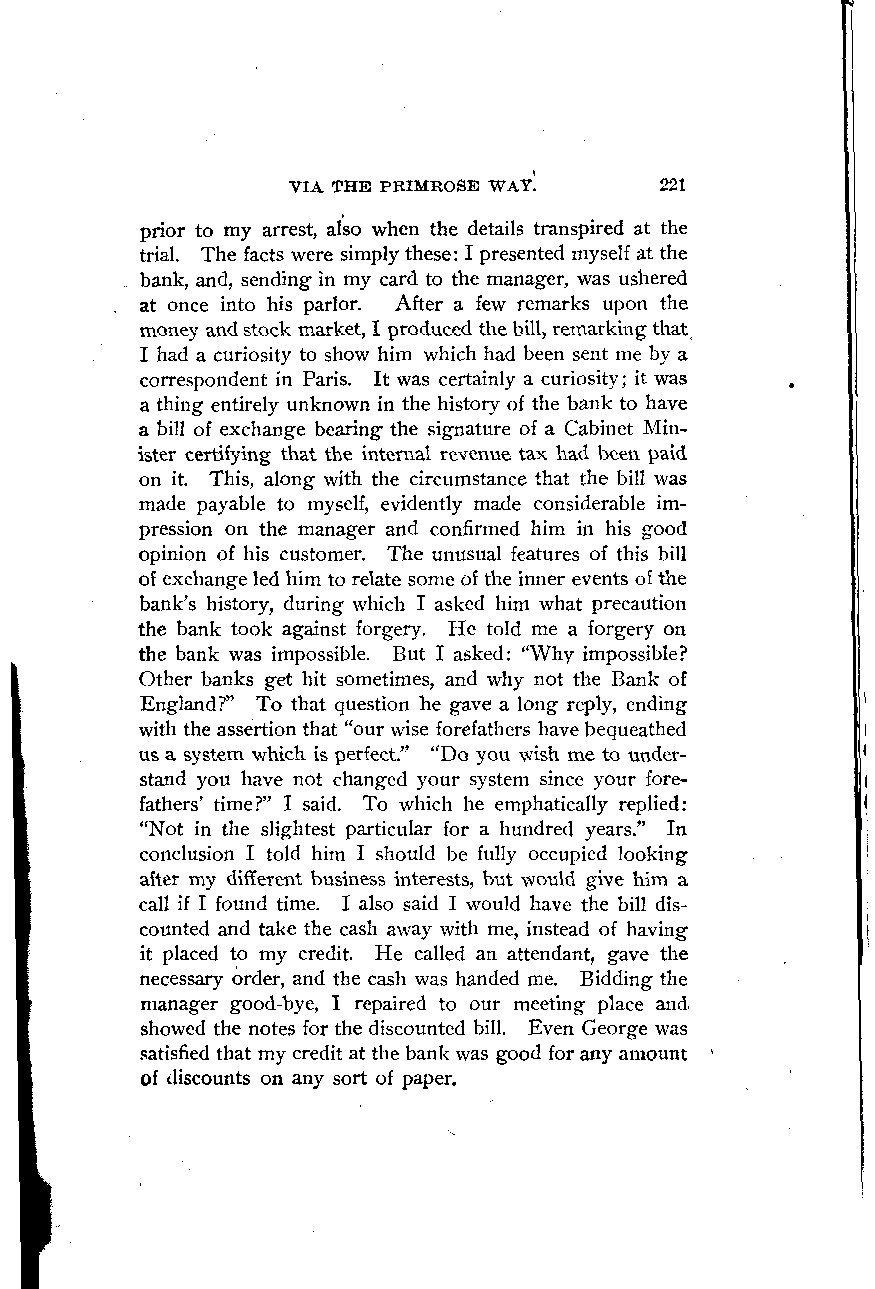 VIA THE PRIMROSE WAY. 221
prior to my arrest, also when the details transpired at the
trial. The facts were simply these: I presented myself at the
bank, and, sending in my card to the manager, was ushered
at once into his parlor. After a few remarks upon the
money and stock market, I produced the bill, remarking that
I had a curiosity to show him which had been sent me by a
correspondent in Paris. It was certainly a curiosity; it was
a thing entirely unknown in the history of the bank to have
a bill of exchange bearing the signature of a Cabinet Min-
ister certifying that the internal revenue tax had been paid
on it. This, along with the circumstance that the bill was
made payable to myself, evidently made considerable im-
pression on the manager and confirmed him in his good
opinion of his customer. The unusual features of this bill
of exchange led him to relate some of the inner events of the
bank's history, during which I asked him what precaution
the bank took against forgery. He told me a forgery on
the bank was impossible. But I asked: "Why impossible?
Other banks get hit sometimes, and why not the Bank of
England?" To that question he gave a long reply, ending
with the assertion that "our wise forefathers have bequeathed
us a system which is perfect." "Do you wish me to under-
stand you have not changed your system since your fore-
fathers' time?" I said. To which he emphatically replied:
"Not in the slightest particular for a hundred years." In
conclusion I told him I should be fully occupied looking
after my different business interests, but would give him a
call if I found time. I also said I would have the bill dis-
counted and take the cash away with me, instead of having
it placed to my credit. He called an attendant, gave the
necessary order, and the cash was handed me. Bidding the
manager good-bye, I repaired to our meeting place and
showed the notes for the discounted bill. Even George was
satisfied that my credit at the bank was good for any amount
of discounts on any sort of paper.